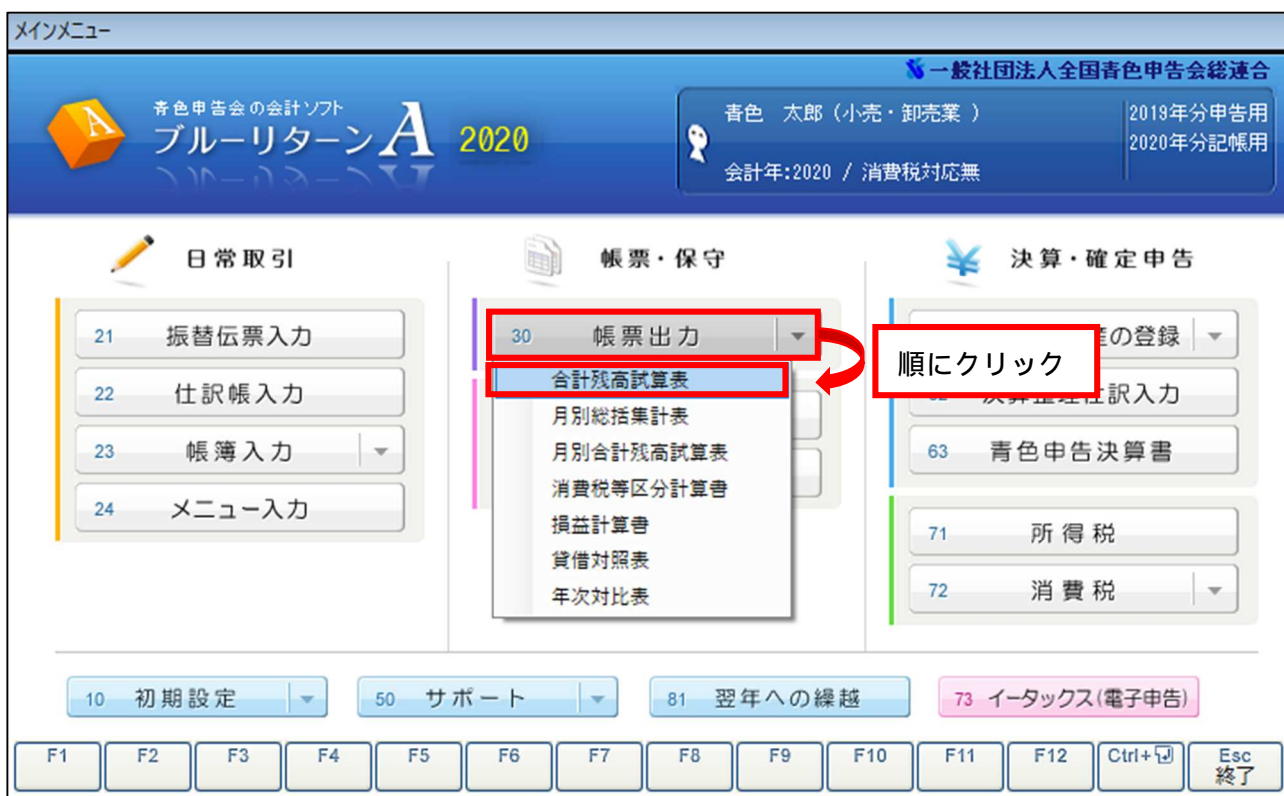 メインメニュー
一般社団法人全国青色申告会総連合
青色申告会の会計ソフト
ブルーリターンA 2020
青色 太郎（小売・卸売業 ）
会計年:2020 / 消費税対応無
2019年分申告用
2020年分記帳用
日常取引
21 振替伝票入力
22 仕訳帳入力
23 帳簿入力
24 メニュー入力
帳票・保守
30 帳票出力
合計残高試算表
月別総括集計表
月別合計残高試算表
消費税等区分計算書
損益計算書
貸借対照表
年次対比表
順にクリック
決算・確定申告
の登録
訳入力
63 青色申告決算書
71 所得税
72 消費税
10 初期設定
50 サポート
81 翌年への繰越
73 イータックス(電子申告)
F1 F2 F3 F4 F5 F6 F7 F8 F9 F10 F11 F12 Ctrl+ Esc
終了